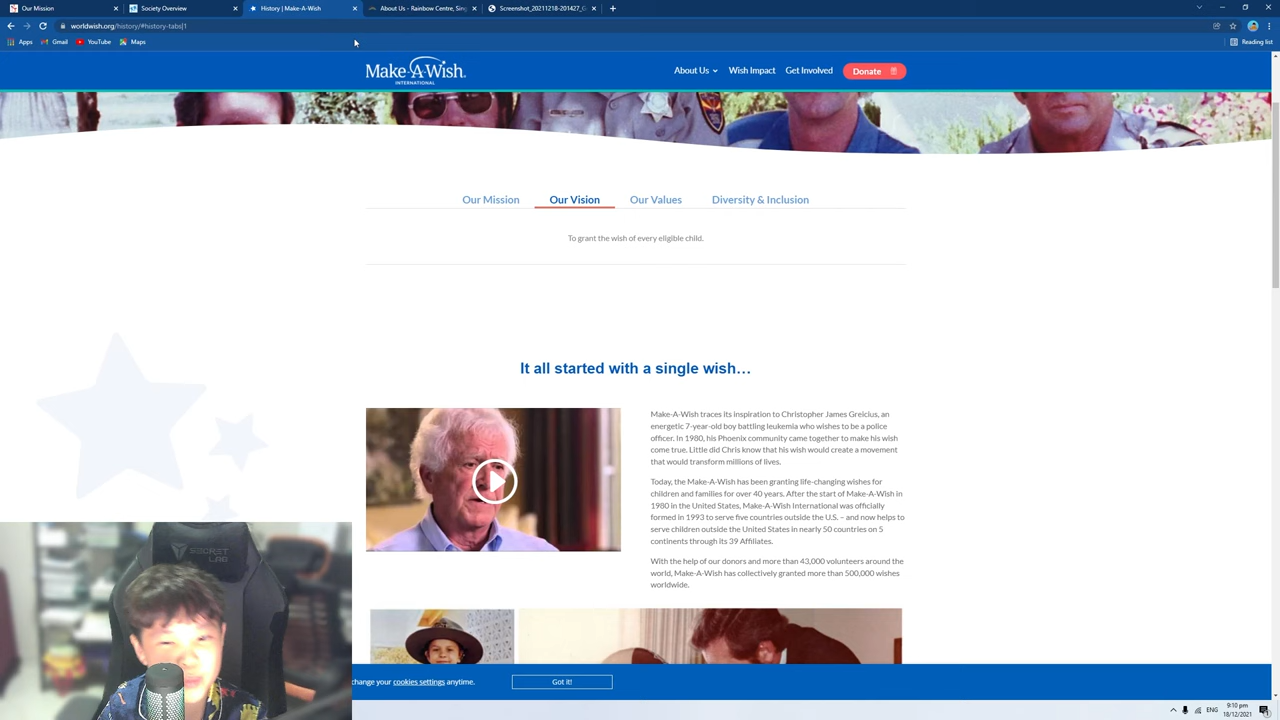 Our Mission
Society Overview
History | Make-A-Wish
About Us - Rainbow Centre, Sing
Screenshot_20211218-201427_G
worldwish.org/history/#history-tabs|1
Apps
Gmail
YouTube
Maps
Reading list
Make-A-Wish.
INTERNATIONAL
About Us
Wish Impact
Get Involved
Donate
Our Mission
Our Vision
Our Values
Diversity & Inclusion
To grant the wish of every eligible child.
It all started with a single wish…
Make-A-Wish traces its inspiration to Christopher James Greicius, an
energetic 7-year-old boy battling leukemia who wishes to be a police
officer. In 1980, his Phoenix community came together to make his wish
come true. Little did Chris know that his wish would create a movement
that would transform millions of lives.
Today, the Make-A-Wish has been granting life-changing wishes for
children and families for over 40 years. After the start of Make-A-Wish in
1980 in the United States, Make-A-Wish International was officially
formed in 1993 to serve five countries outside the U.S. – and now helps to
serve children outside the United States in nearly 50 countries on 5
continents through its 39 Affiliates.
With the help of our donors and more than 43,000 volunteers around the
world, Make-A-Wish has collectively granted more than 500,000 wishes
worldwide.
SECRET
LAB
change your cookies settings anytime.
Got it!
ENG
9:10 pm
18/12/2021